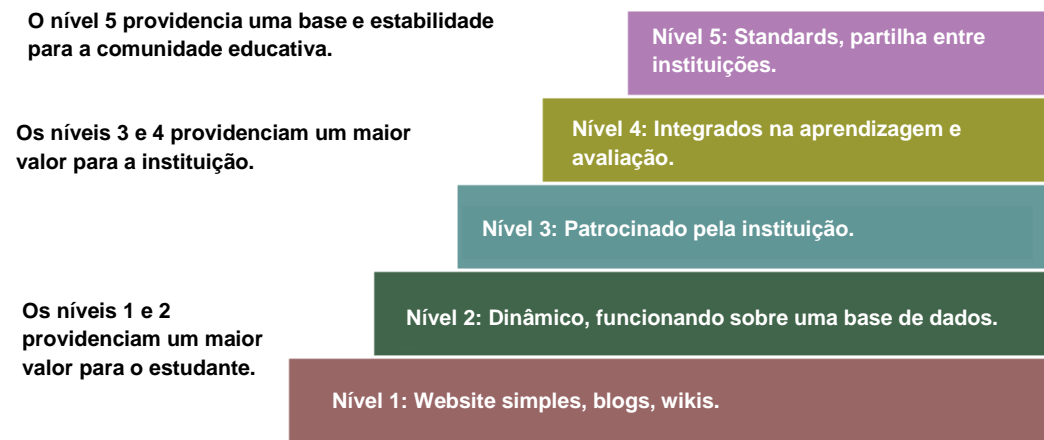 O nível 5 providencia uma base e estabilidade
para a comunidade educativa.
Nível 5: Standards, partilha entre
instituições.
Os níveis 3 e 4 providenciam um maior
valor para a instituição.
Nível 4: Integrados na aprendizagem e
avaliação.
Nível 3: Patrocinado pela instituição.
Os níveis 1 e 2
providenciam um maior
valor para o estudante.
Nível 2: Dinâmico, funcionando sobre uma base de dados.
Nível 1: Website simples, blogs, wikis.